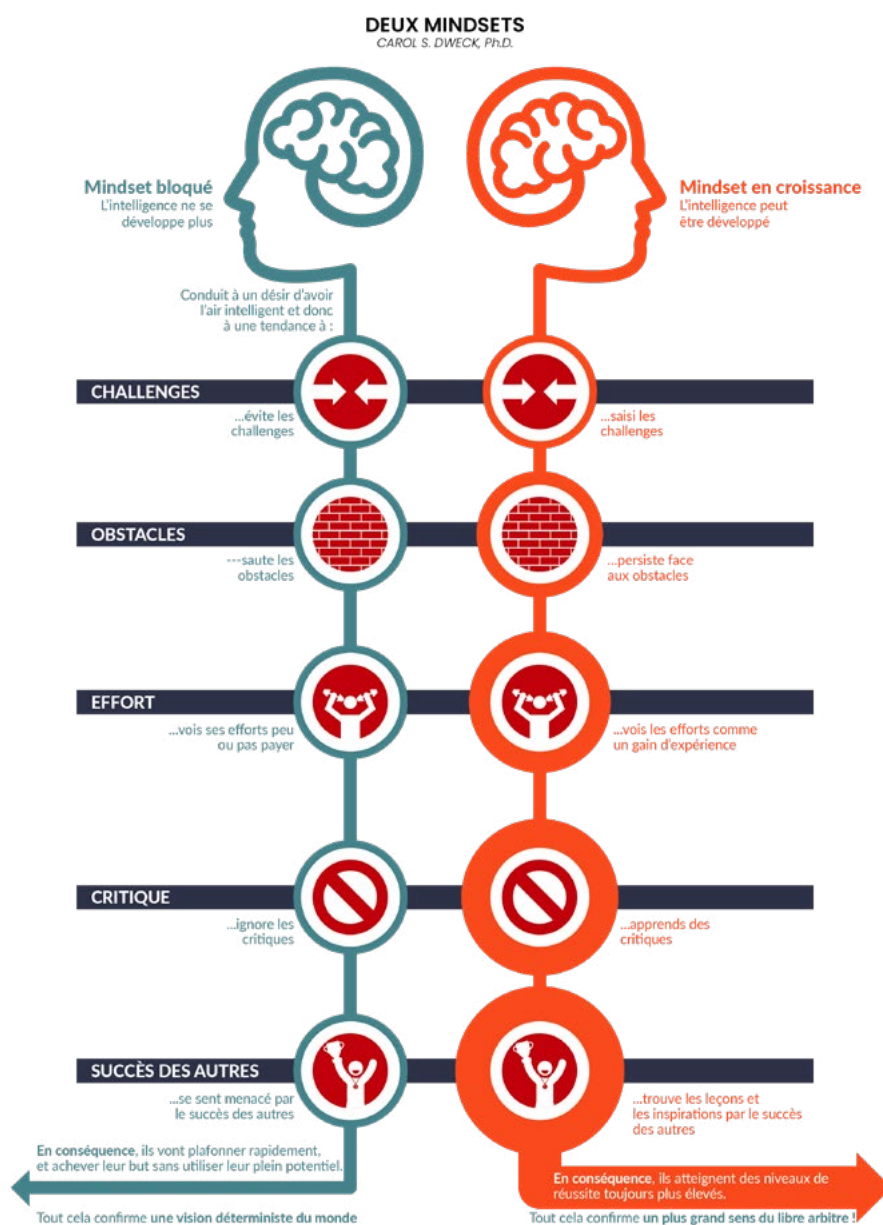 DEUX MINDSETS
CAROL S. DWECK, Ph.D.
Mindset bloqué
L'intelligence ne se
développe plus
Mindset en croissance
L'intelligence peut
être développé
Conduit à un désir d'avoir
l'air intelligent et donc
à une tendance à :
CHALLENGES
...évite les
challenges
...saisi les
challenges
OBSTACLES
---saute les
obstacles
...persiste face
aux obstacles
EFFORT
...vois ses efforts peu
ou pas payer
...vois les efforts comme
un gain d'expérience
CRITIQUE
...ignore les
critiques
...apprends des
critiques
SUCCÈS DES AUTRES
...se sent menacé par
le succès des autres
...trouve les leçons et
les inspirations par le succès
des autres
En conséquence, ils vont plafonner rapidement,
et achever leur but sans utiliser leur plein potentiel.
En conséquence, ils atteignent des niveaux de
réussite toujours plus élevés.
Tout cela confirme une vision déterministe du monde
Tout cela confirme un plus grand sens du libre arbitre !